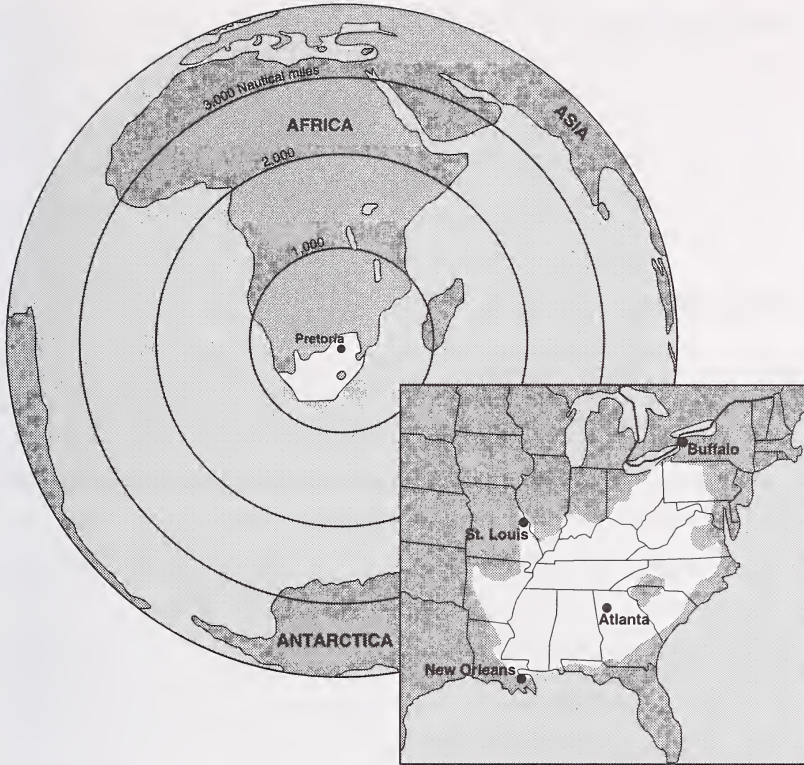 3,000 Nautical miles
AFRICA
ASIA
2,000
1,000
Pretoria
ANTARCTICA
Buffalo
St. Louis
Atlanta
New Orleans